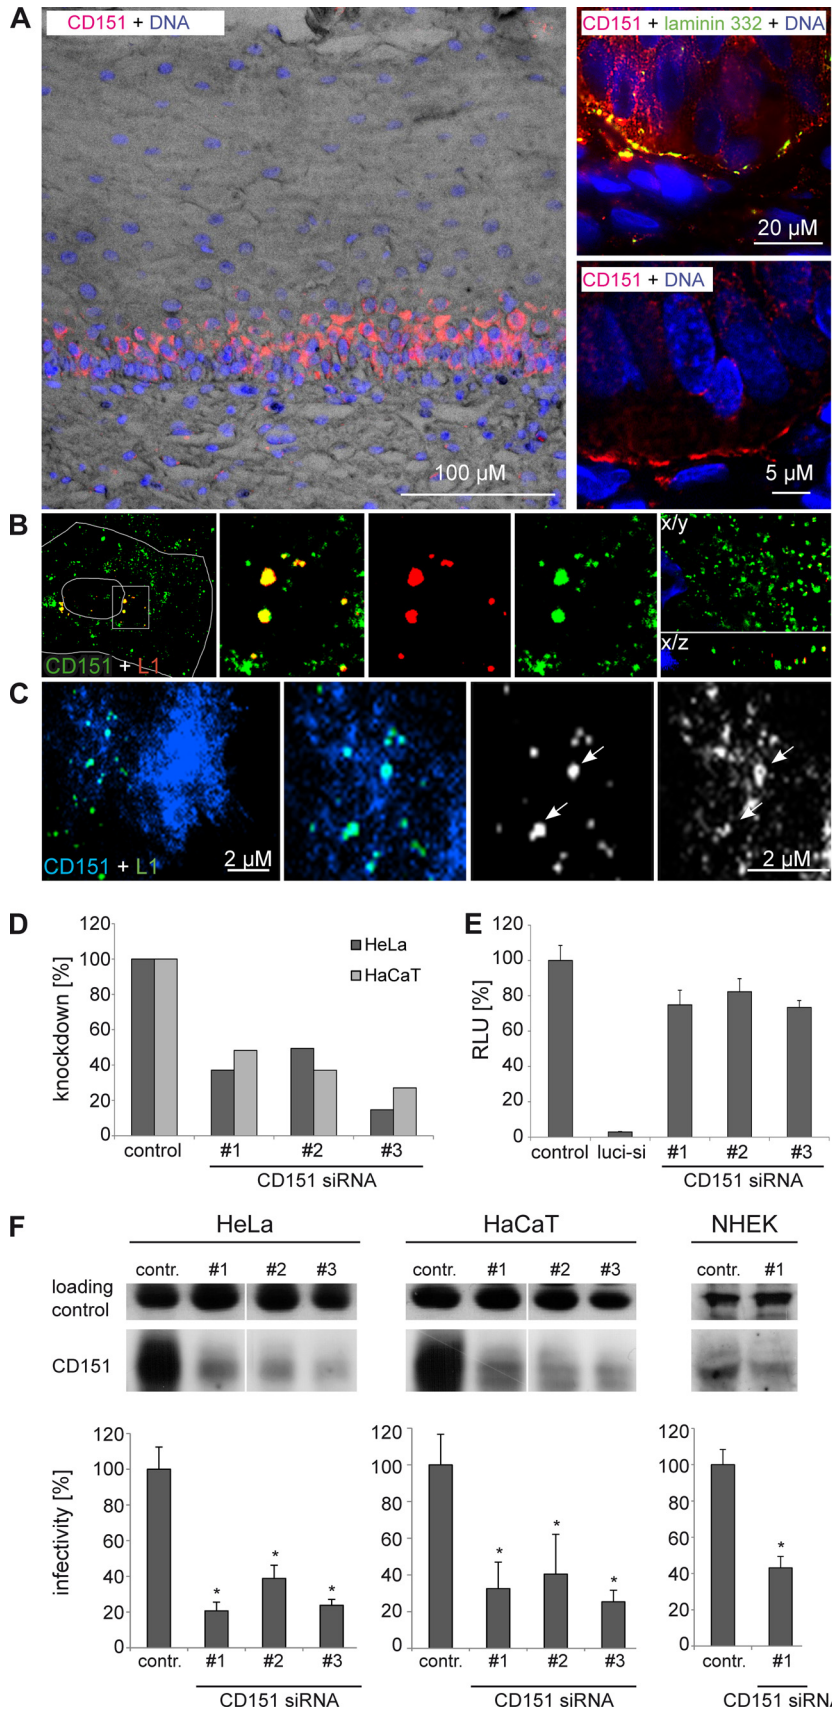 A
CD151 + DNA
100 µM
CD151 + laminin 332 + DNA
20 µM
CD151 + DNA
5 µM
B
CD151 + L1
x/y
x/z
C
CD151 + L1
2 µM
2 µM
D
knockdown [%]
120
100
80
60
40
20
0
HeLa
HaCaT
control #1 #2 #3
CD151 siRNA
E
RLU [%]
120
100
80
60
40
20
0
control luci-si #1 #2 #3
CD151 siRNA
F
HeLa HaCaT NHEK
contr. #1 #2 #3 contr. #1 #2 #3 contr. #1
loading
control
CD151
infectivity [%]
120
100
80
60
40
20
0
* * *
contr. #1 #2 #3
CD151 siRNA
120
100
80
60
40
20
0
* * *
contr. #1 #2 #3
CD151 siRNA
120
100
80
60
40
20
0
*
contr. #1
CD151 siRNA